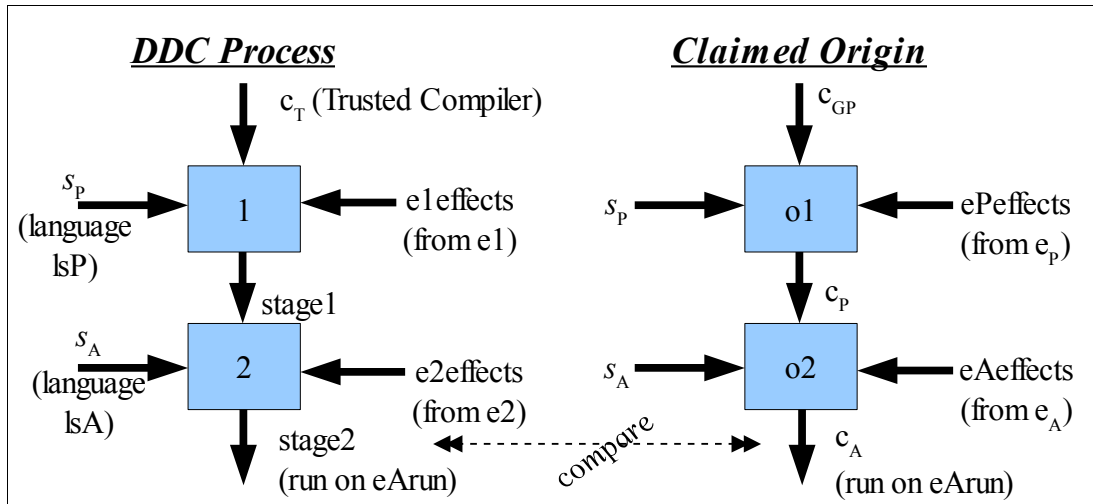 DDC Process
c_T (Trusted Compiler)
s_P
(language
lsP)
1
e1effects
(from e1)
stage1
s_A
(language
lsA)
2
e2effects
(from e2)
stage2
(run on eArun)
compare
Claimed Origin
c_GP
s_P
o1
ePeffects
(from e_P)
c_P
s_A
o2
eAeffects
(from e_A)
c_A
(run on eArun)